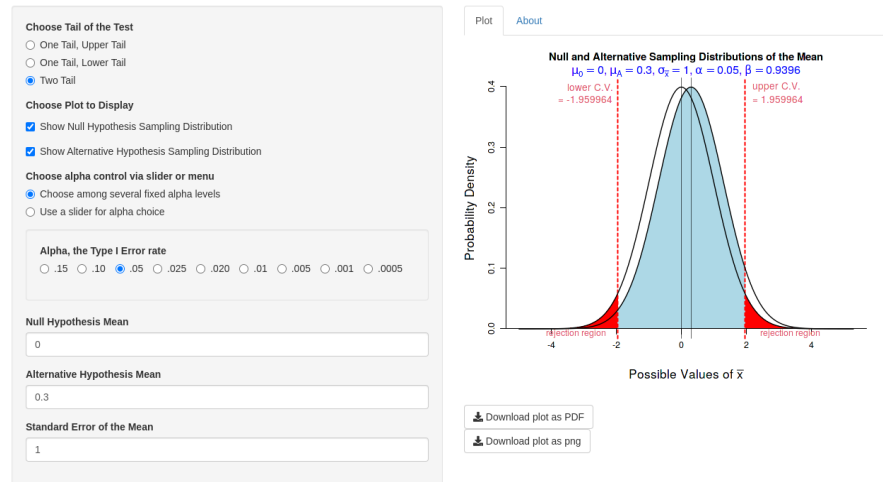 Choose Tail of the Test
One Tail, Upper Tail
One Tail, Lower Tail
Two Tail
Choose Plot to Display
Show Null Hypothesis Sampling Distribution
Show Alternative Hypothesis Sampling Distribution
Choose alpha control via slider or menu
Choose among several fixed alpha levels
Use a slider for alpha choice
Alpha, the Type I Error rate
.15 .10 .05 .025 .020 .01 .005 .001 .0005
Null Hypothesis Mean
0
Alternative Hypothesis Mean
0.3
Standard Error of the Mean
1
Plot About
Null and Alternative Sampling Distributions of the Mean
μ₀ = 0, μ_A = 0.3, σ_x̅ = 1, α = 0.05, β = 0.9396
lower C.V.
= -1.959964
upper C.V.
= 1.959964
Probability Density
0.4
0.3
0.2
0.1
0.0
rejection region rejection region
-4 -2 0 2 4
Possible Values of x̅
Download plot as PDF
Download plot as png